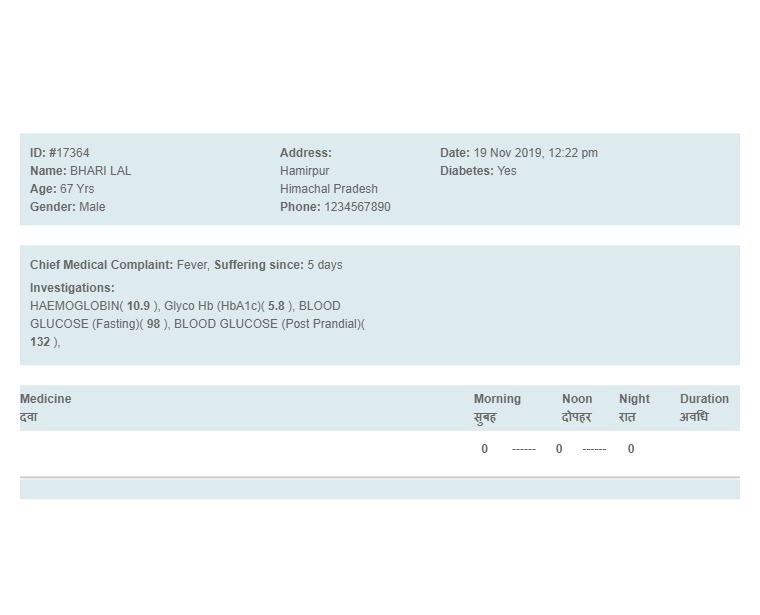 ID: #17364
Name: BHARI LAL
Age: 67 Yrs
Gender: Male
Address:
Hamirpur
Himachal Pradesh
Phone: 1234567890
Date: 19 Nov 2019, 12:22 pm
Diabetes: Yes
Chief Medical Complaint: Fever, Suffering since: 5 days
Investigations:
HAEMOGLOBIN( 10.9 ), Glyco Hb (HbA1c)( 5.8 ), BLOOD
GLUCOSE (Fasting)( 98 ), BLOOD GLUCOSE (Post Prandial)(
132 ),
Medicine Morning Noon Night Duration
दवा सुबह दोपहर रात अवधि
0 ------ 0 ------ 0